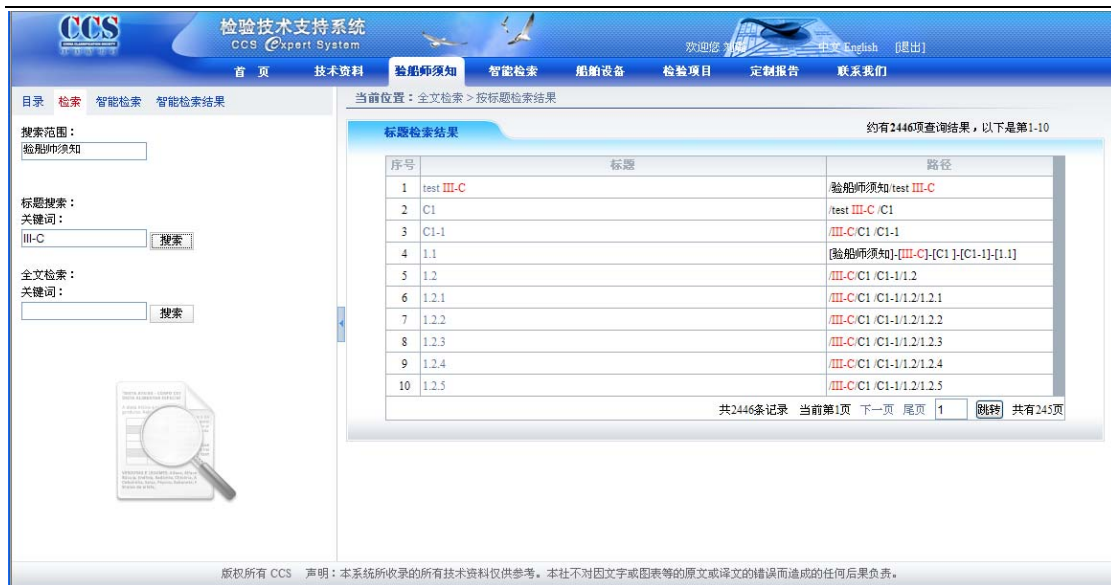 CCS
检验技术支持系统
CCS @xpert System
欢迎您
中文 English [退出]
首 页 技术资料 验船师须知 智能检索 船舶设备 检验项目 定制报告 联系我们
目录 检索 智能检索 智能检索结果
当前位置：全文检索 > 按标题检索结果
搜索范围：
验船师须知
标题检索结果
约有2446项查询结果，以下是第1-10
序号 标题 路径
1 test III-C /验船师须知/test III-C
2 C1 /test III-C /C1
3 C1-1 /III-C/C1 /C1-1
4 1.1 [验船师须知]-[III-C]-[C1 ]-[C1-1]-[1.1]
5 1.2 /III-C/C1 /C1-1/1.2
6 1.2.1 /III-C/C1 /C1-1/1.2/1.2.1
7 1.2.2 /III-C/C1 /C1-1/1.2/1.2.2
8 1.2.3 /III-C/C1 /C1-1/1.2/1.2.3
9 1.2.4 /III-C/C1 /C1-1/1.2/1.2.4
10 1.2.5 /III-C/C1 /C1-1/1.2/1.2.5
共2446条记录 当前第1页 下一页 尾页 1 跳转 共有245页
标题搜索：
关键词：
III-C 搜索
全文检索：
关键词：
搜索
版权所有 CCS 声明：本系统所收录的所有技术资料仅供参考。本社不对因文字或图表等的原文或译文的错误而造成的任何后果负责。